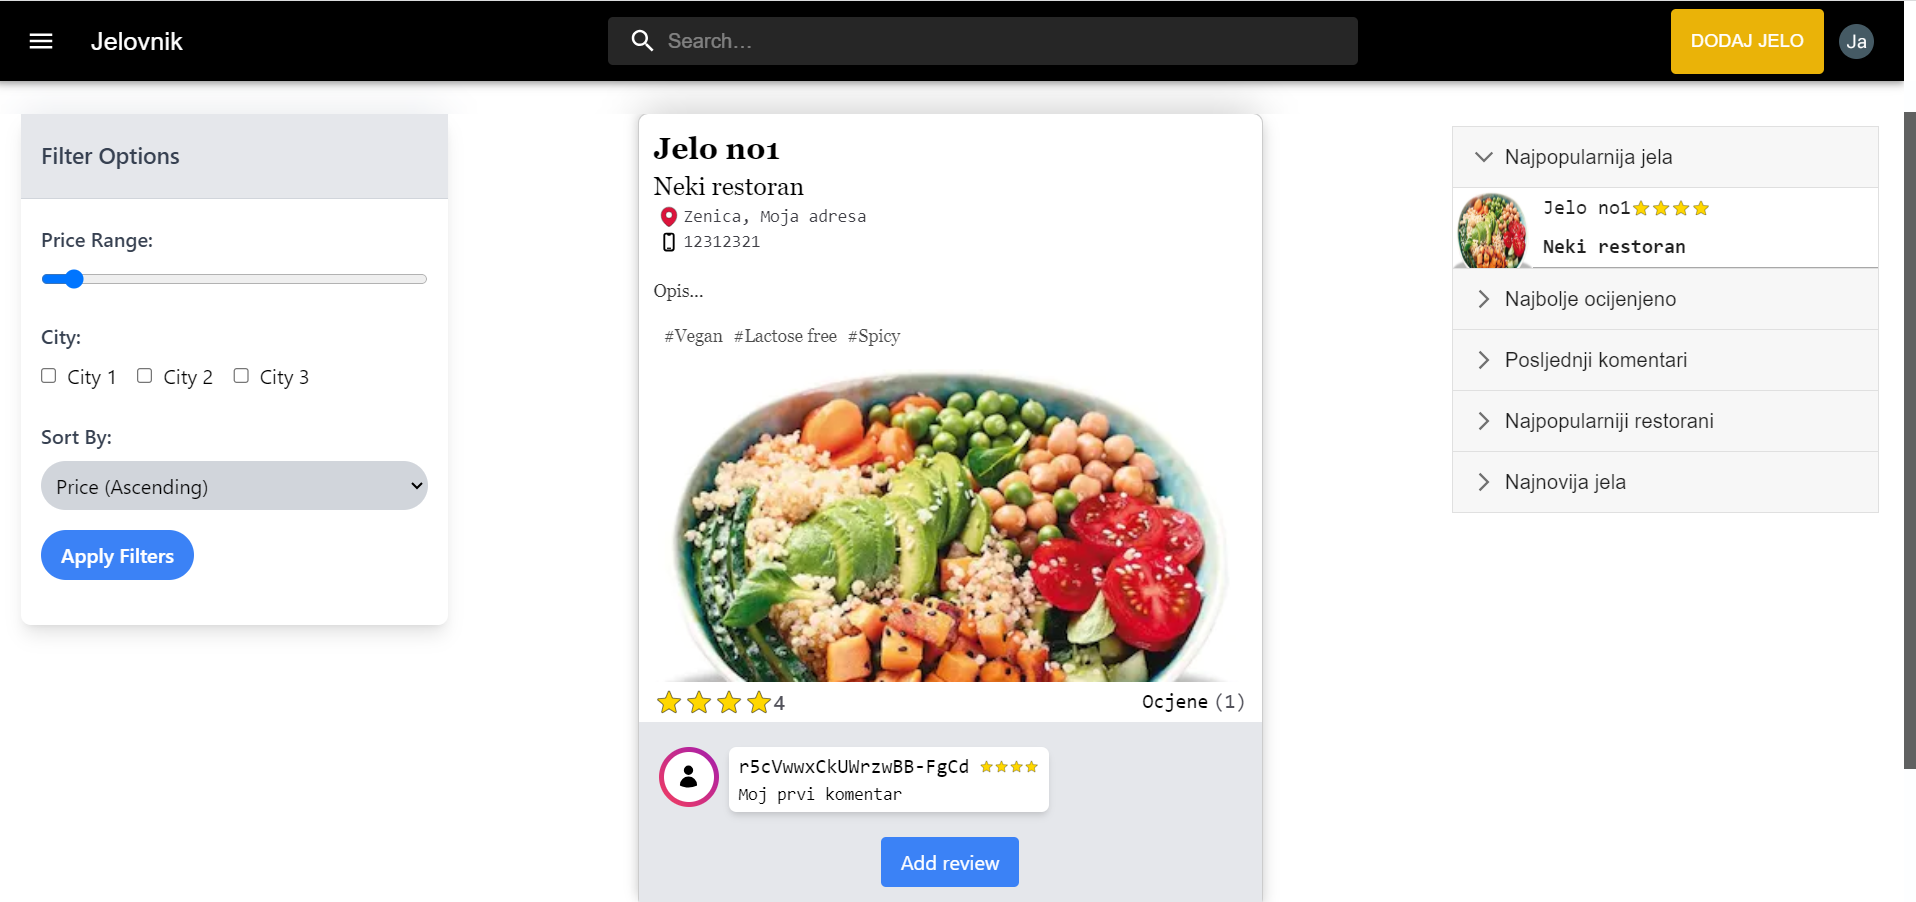 Jelovnik
Search...
DODAJ JELO
Ja
Filter Options
Price Range:
City:
City 1 City 2 City 3
Sort By:
Price (Ascending)
Apply Filters
Jelo no1
Neki restoran
Zenica, Moja adresa
12312321
Opis...
#Vegan #Lactose free #Spicy
4
Ocjene (1)
r5cVwwxCkUWrzwBB-FgCd
Moj prvi komentar
Add review
Najpopularnija jela
Jelo no1
Neki restoran
Najbolje ocijenjeno
Posljednji komentari
Najpopularniji restorani
Najnovija jela